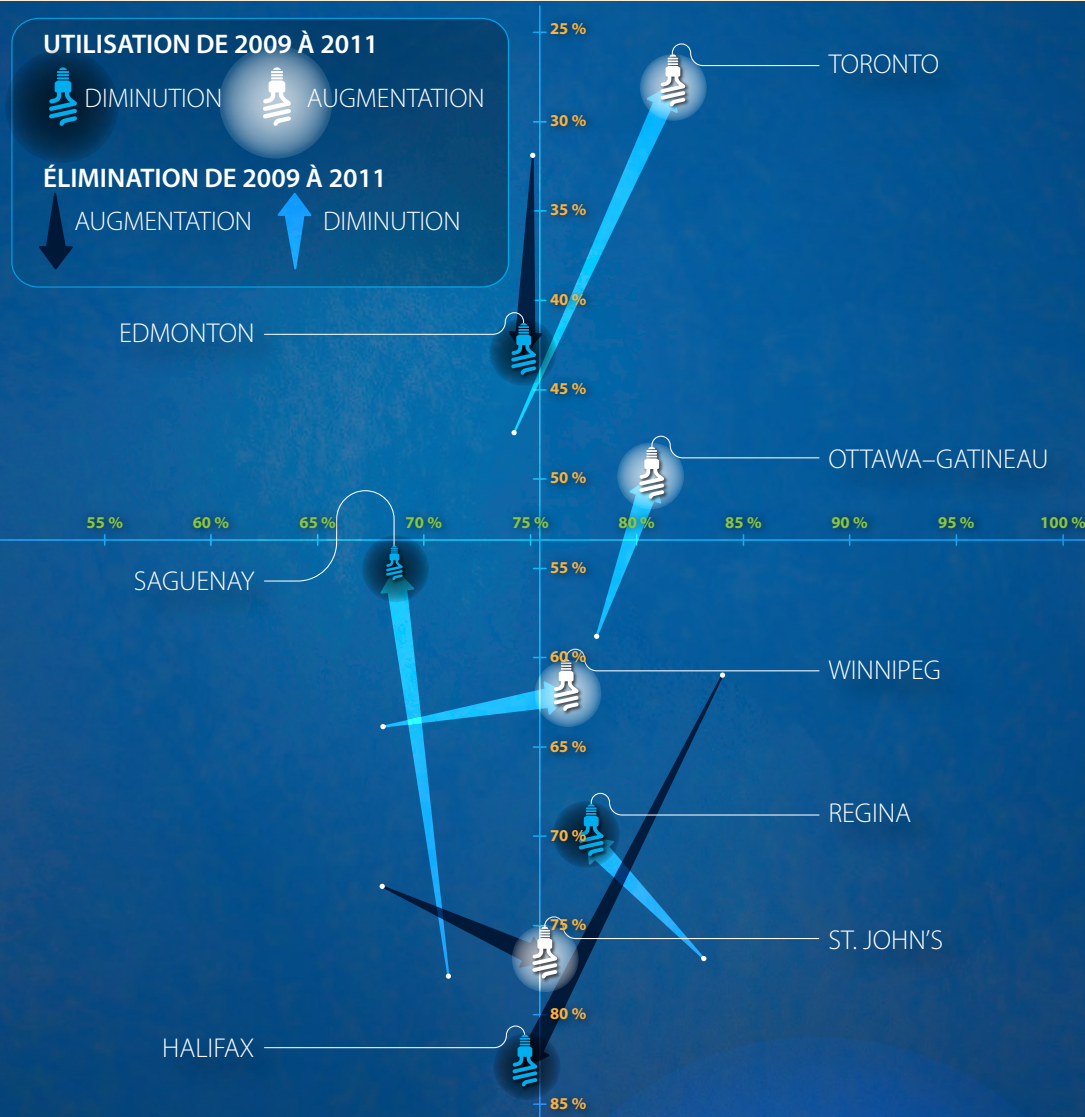 UTILISATION DE 2009 À 2011
DIMINUTION AUGMENTATION
ÉLIMINATION DE 2009 À 2011
AUGMENTATION DIMINUTION
25 %
TORONTO
30 %
35 %
40 %
EDMONTON
45 %
OTTAWA–GATINEAU
50 %
55 % 60 % 65 % 70 % 75 % 80 % 85 % 90 % 95 % 100 %
55 %
SAGUENAY
60 %
WINNIPEG
65 %
REGINA
70 %
75 %
ST. JOHN'S
80 %
HALIFAX
85 %